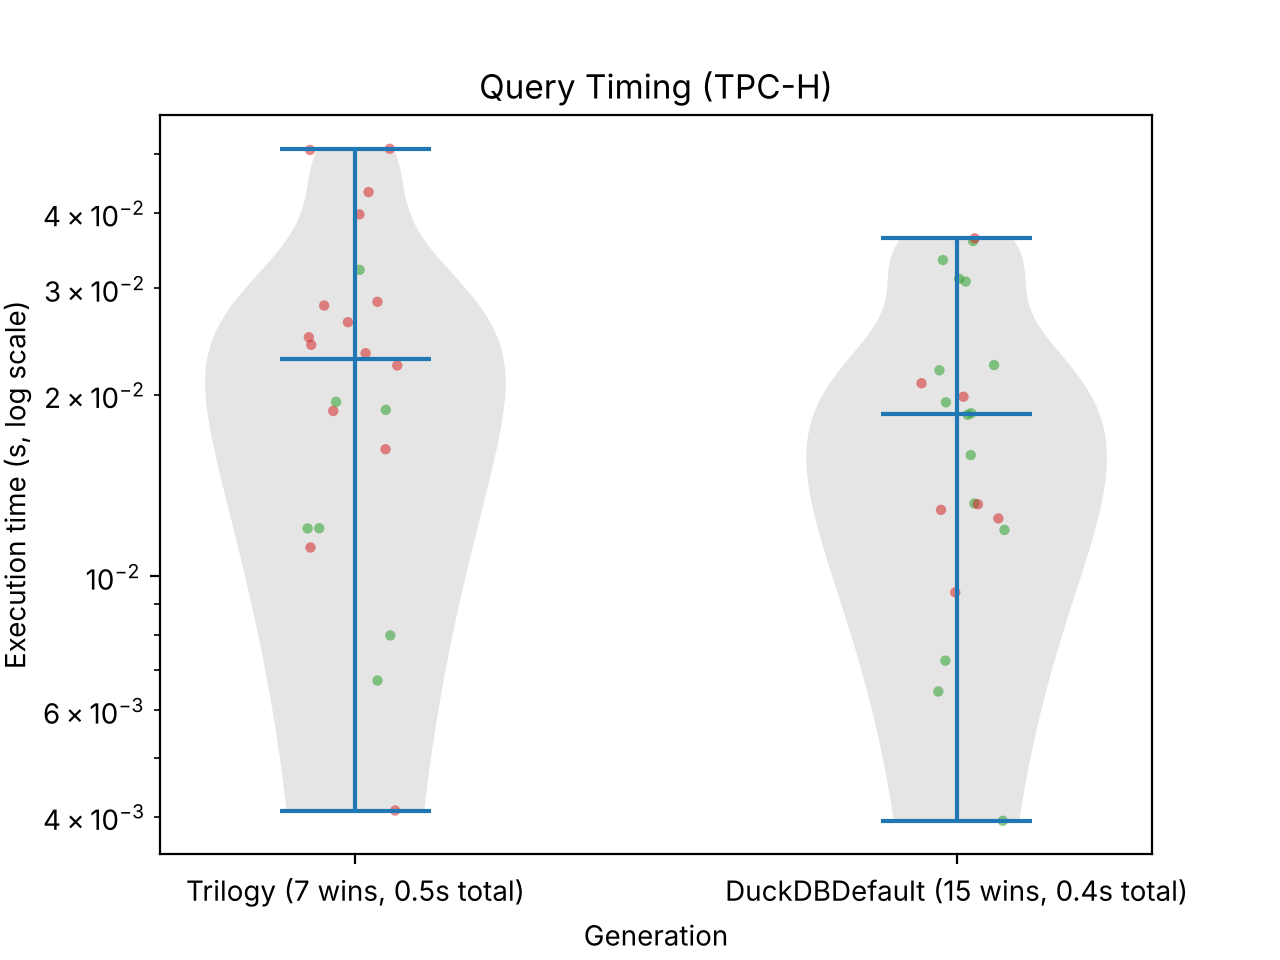 Query Timing (TPC-H)
Execution time (s, log scale)
4 × 10⁻²
3 × 10⁻²
2 × 10⁻²
10⁻²
6 × 10⁻³
4 × 10⁻³
Trilogy (7 wins, 0.5s total)
DuckDBDefault (15 wins, 0.4s total)
Generation